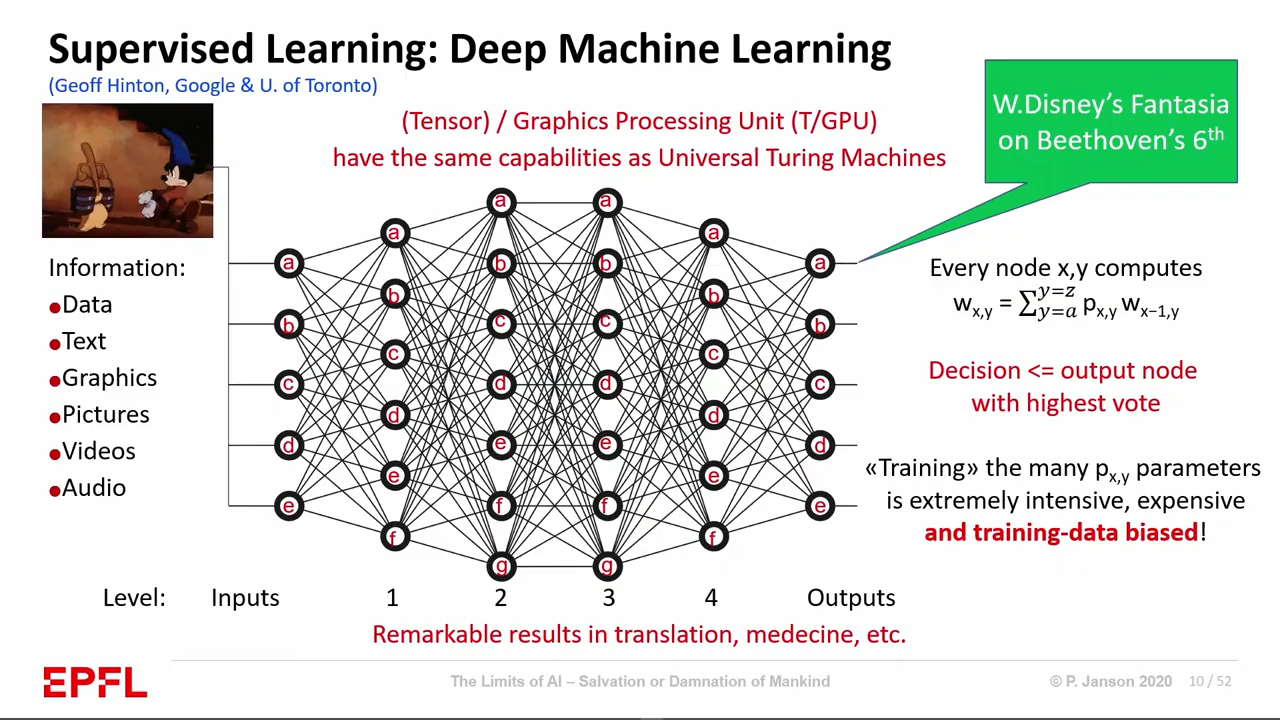 Supervised Learning: Deep Machine Learning
(Geoff Hinton, Google & U. of Toronto)
W.Disney's Fantasia
on Beethoven's 6th
(Tensor) / Graphics Processing Unit (T/GPU)
have the same capabilities as Universal Turing Machines
Information:
●Data
●Text
●Graphics
●Pictures
●Videos
●Audio
a
b
c
d
e
a
b
c
d
e
f
a
b
c
d
e
f
g
a
b
c
d
e
f
g
a
b
c
d
e
f
a
b
c
d
e
Every node x,y computes
wx,y = ∑y=a y=z px,y wx−1,y
Decision <= output node
with highest vote
«Training» the many px,y parameters
is extremely intensive, expensive
and training-data biased!
Level: Inputs 1 2 3 4 Outputs
Remarkable results in translation, medecine, etc.
EPFL
The Limits of AI – Salvation or Damnation of Mankind
© P. Janson 2020 10 / 52